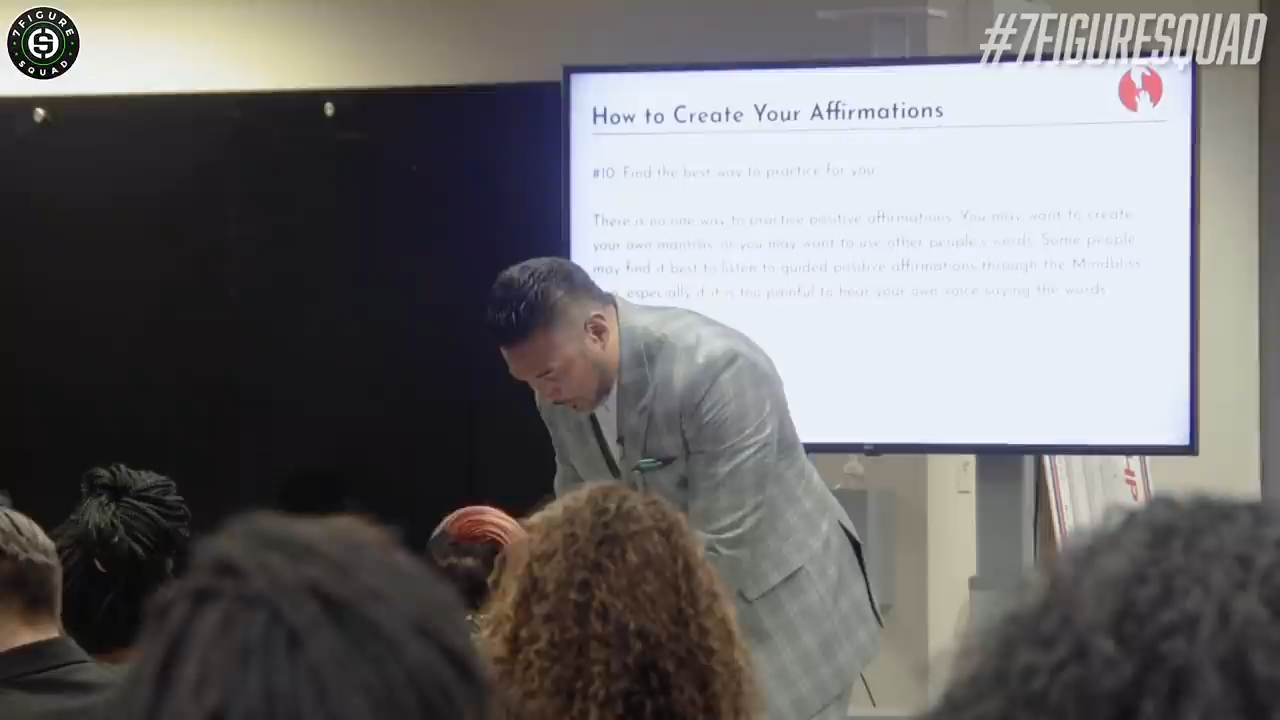 7FIGURE
SQUAD
#7FIGURESQUAD
How to Create Your Affirmations
#10: Find the best way to practice for you
There is no one way to practice positive affirmations. You may want to create
your own mantras, or you may want to use other people's words. Some people
may find it best to listen to guided positive affirmations through the Mindbliss
especially if it is too painful to hear your own voice saying the words.